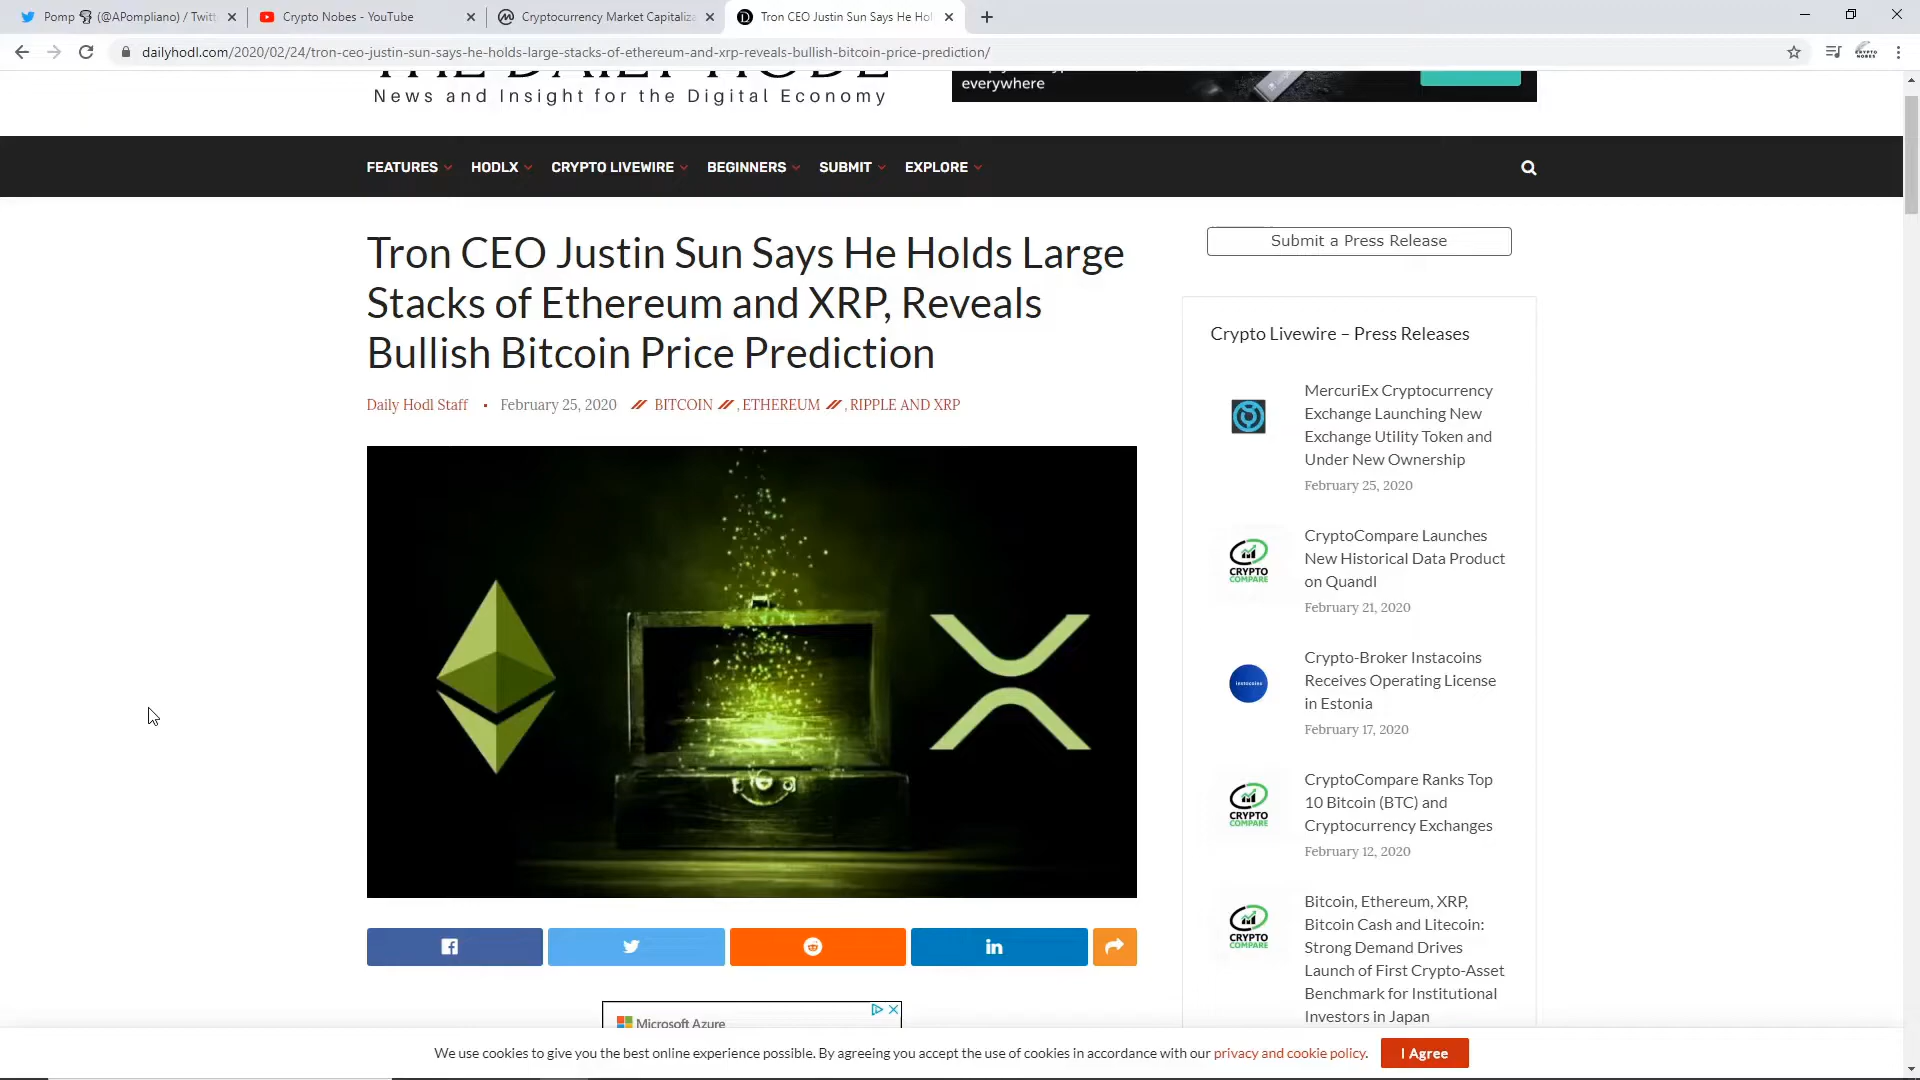 Pomp (@APompliano) / Twitt
Crypto Nobes - YouTube
Cryptocurrency Market Capitaliza
Tron CEO Justin Sun Says He Hol
dailyhodl.com/2020/02/24/tron-ceo-justin-sun-says-he-holds-large-stacks-of-ethereum-and-xrp-reveals-bullish-bitcoin-price-prediction/
THE DAILY HODL
News and Insight for the Digital Economy
everywhere
FEATURES HODLX CRYPTO LIVEWIRE BEGINNERS SUBMIT EXPLORE
Tron CEO Justin Sun Says He Holds Large
Stacks of Ethereum and XRP, Reveals
Bullish Bitcoin Price Prediction
Daily Hodl Staff • February 25, 2020 // BITCOIN // , ETHEREUM // , RIPPLE AND XRP
Submit a Press Release
Crypto Livewire – Press Releases
MercuriEx Cryptocurrency
Exchange Launching New
Exchange Utility Token and
Under New Ownership
February 25, 2020
CRYPTO
COMPARE
CryptoCompare Launches
New Historical Data Product
on Quandl
February 21, 2020
instacoins
Crypto-Broker Instacoins
Receives Operating License
in Estonia
February 17, 2020
CRYPTO
COMPARE
CryptoCompare Ranks Top
10 Bitcoin (BTC) and
Cryptocurrency Exchanges
February 12, 2020
CRYPTO
COMPARE
Bitcoin, Ethereum, XRP,
Bitcoin Cash and Litecoin:
Strong Demand Drives
Launch of First Crypto-Asset
Benchmark for Institutional
Investors in Japan
Microsoft Azure
We use cookies to give you the best online experience possible. By agreeing you accept the use of cookies in accordance with our privacy and cookie policy.
I Agree